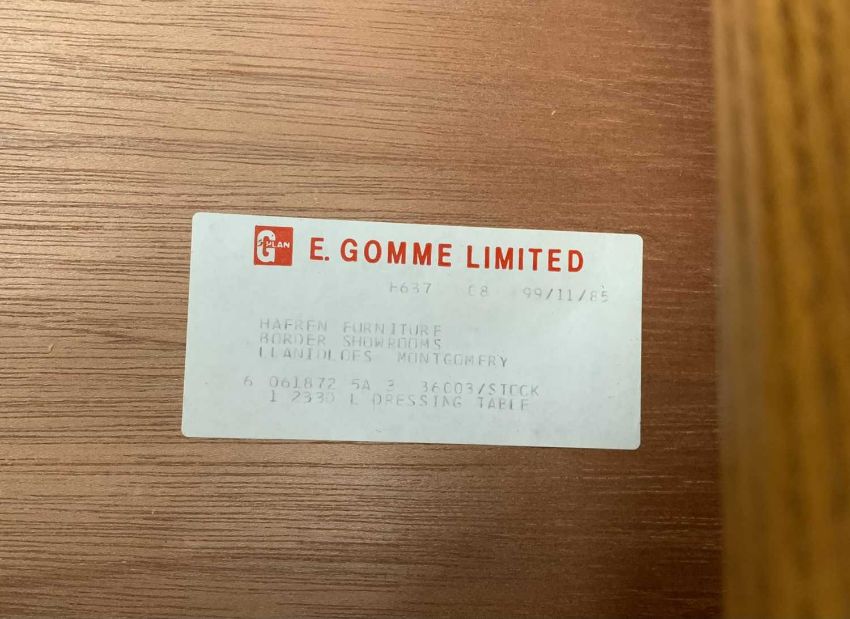 G PLAN E. GOMME LIMITED
F637 C8 99/11/85
HAFREN FURNITURE
BORDER SHOWROOMS
LLANIDLOES MONTGOMERY
6 061872 5A 3 36003/STOCK
1 2330 L DRESSING TABLE